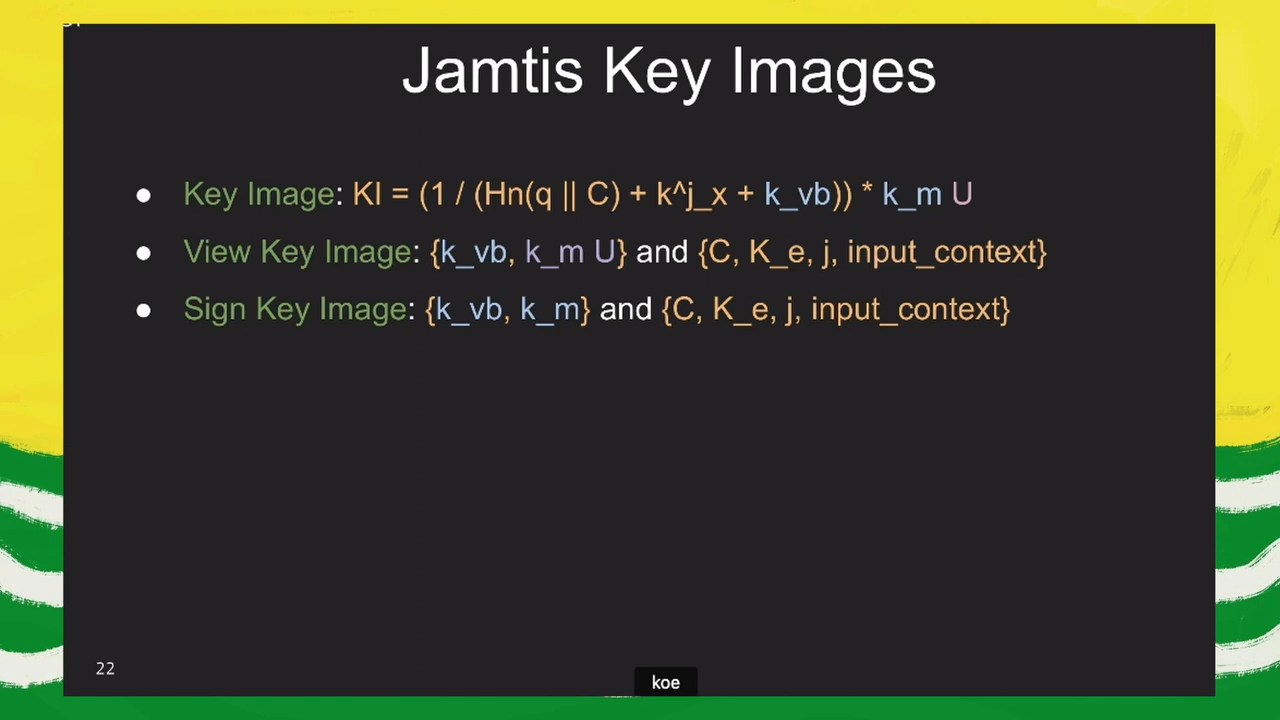 Jamtis Key Images
● Key Image: KI = (1 / (Hn(q || C) + k^j_x + k_vb)) * k_m U
● View Key Image: {k_vb, k_m U} and {C, K_e, j, input_context}
● Sign Key Image: {k_vb, k_m} and {C, K_e, j, input_context}
22
koe